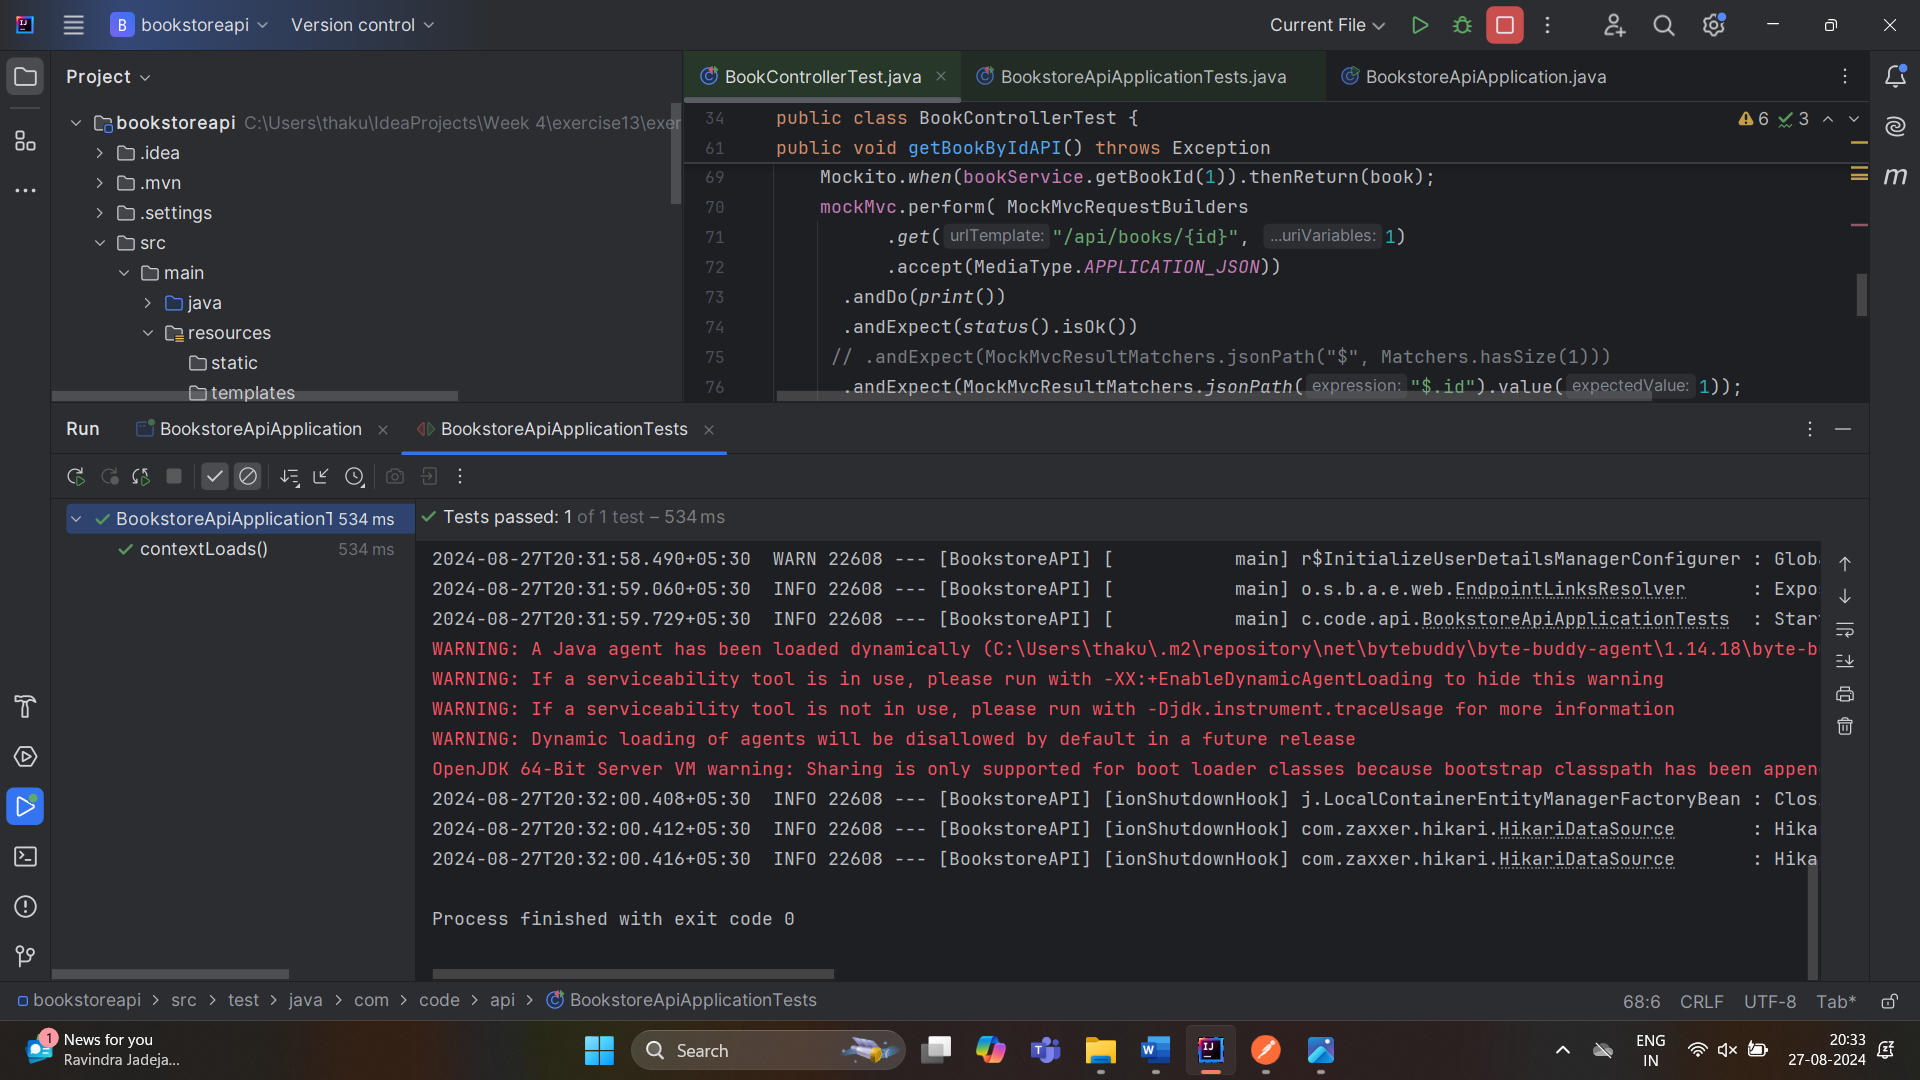 B bookstoreapi Version control Current File
Project
bookstoreapi C:\Users\thaku\IdeaProjects\Week 4\exercise13\exer
.idea
.mvn
.settings
src
main
java
resources
static
templates
BookControllerTest.java BookstoreApiApplicationTests.java BookstoreApiApplication.java
34 public class BookControllerTest { 6 3
61 public void getBookByIdAPI() throws Exception
69 Mockito.when(bookService.getBookId(1)).thenReturn(book);
70 mockMvc.perform( MockMvcRequestBuilders
71 .get( urlTemplate: "/api/books/{id}", ...uriVariables: 1)
72 .accept(MediaType.APPLICATION_JSON))
73 .andDo(print())
74 .andExpect(status().isOk())
75 // .andExpect(MockMvcResultMatchers.jsonPath("$", Matchers.hasSize(1)))
76 .andExpect(MockMvcResultMatchers.jsonPath( expression: "$.id").value( expectedValue: 1));
m
Run BookstoreApiApplication BookstoreApiApplicationTests
BookstoreApiApplicationT 534 ms
contextLoads() 534 ms
Tests passed: 1 of 1 test – 534 ms
2024-08-27T20:31:58.490+05:30 WARN 22608 --- [BookstoreAPI] [ main] r$InitializeUserDetailsManagerConfigurer : Glob
2024-08-27T20:31:59.060+05:30 INFO 22608 --- [BookstoreAPI] [ main] o.s.b.a.e.web.EndpointLinksResolver : Expo
2024-08-27T20:31:59.729+05:30 INFO 22608 --- [BookstoreAPI] [ main] c.code.api.BookstoreApiApplicationTests : Star
WARNING: A Java agent has been loaded dynamically (C:\Users\thaku\.m2\repository\net\bytebuddy\byte-buddy-agent\1.14.18\byte-b
WARNING: If a serviceability tool is in use, please run with -XX:+EnableDynamicAgentLoading to hide this warning
WARNING: If a serviceability tool is not in use, please run with -Djdk.instrument.traceUsage for more information
WARNING: Dynamic loading of agents will be disallowed by default in a future release
OpenJDK 64-Bit Server VM warning: Sharing is only supported for boot loader classes because bootstrap classpath has been appen
2024-08-27T20:32:00.408+05:30 INFO 22608 --- [BookstoreAPI] [ionShutdownHook] j.LocalContainerEntityManagerFactoryBean : Clos
2024-08-27T20:32:00.412+05:30 INFO 22608 --- [BookstoreAPI] [ionShutdownHook] com.zaxxer.hikari.HikariDataSource : Hika
2024-08-27T20:32:00.416+05:30 INFO 22608 --- [BookstoreAPI] [ionShutdownHook] com.zaxxer.hikari.HikariDataSource : Hika
Process finished with exit code 0
bookstoreapi > src > test > java > com > code > api > BookstoreApiApplicationTests 68:6 CRLF UTF-8 Tab*
1 News for you
Ravindra Jadeja...
Search
ENG
IN
20:33
27-08-2024